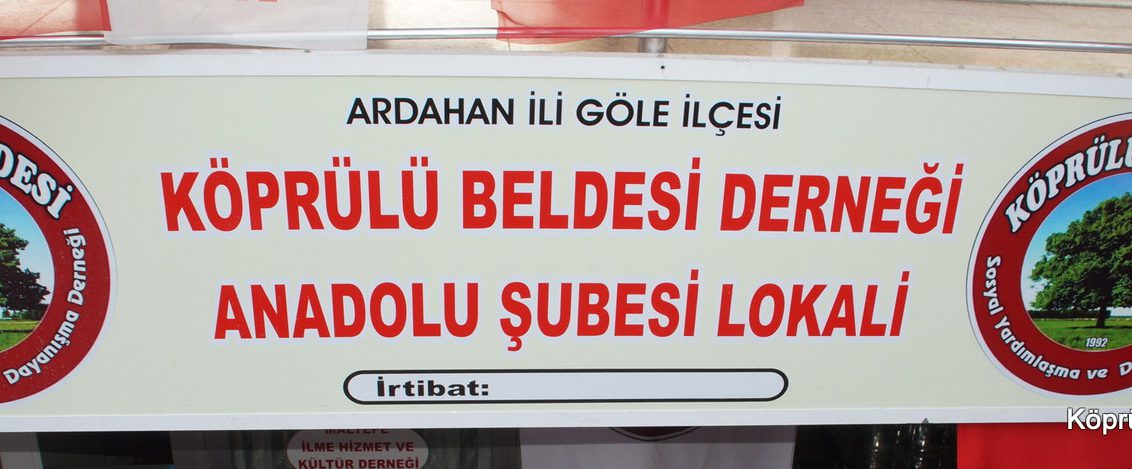 ARDAHAN İLİ GÖLE İLÇESİ
KÖPRÜLÜ BELDESİ DERNEĞİ
ANADOLU ŞUBESİ LOKALİ
İrtibat:
Dayanışma Derneği
KÖPRÜLÜ
Sosyal Yardımlaşma ve
1992
MALTEPE
İLME HİZMET VE
KÜLTÜR DERNEĞİ